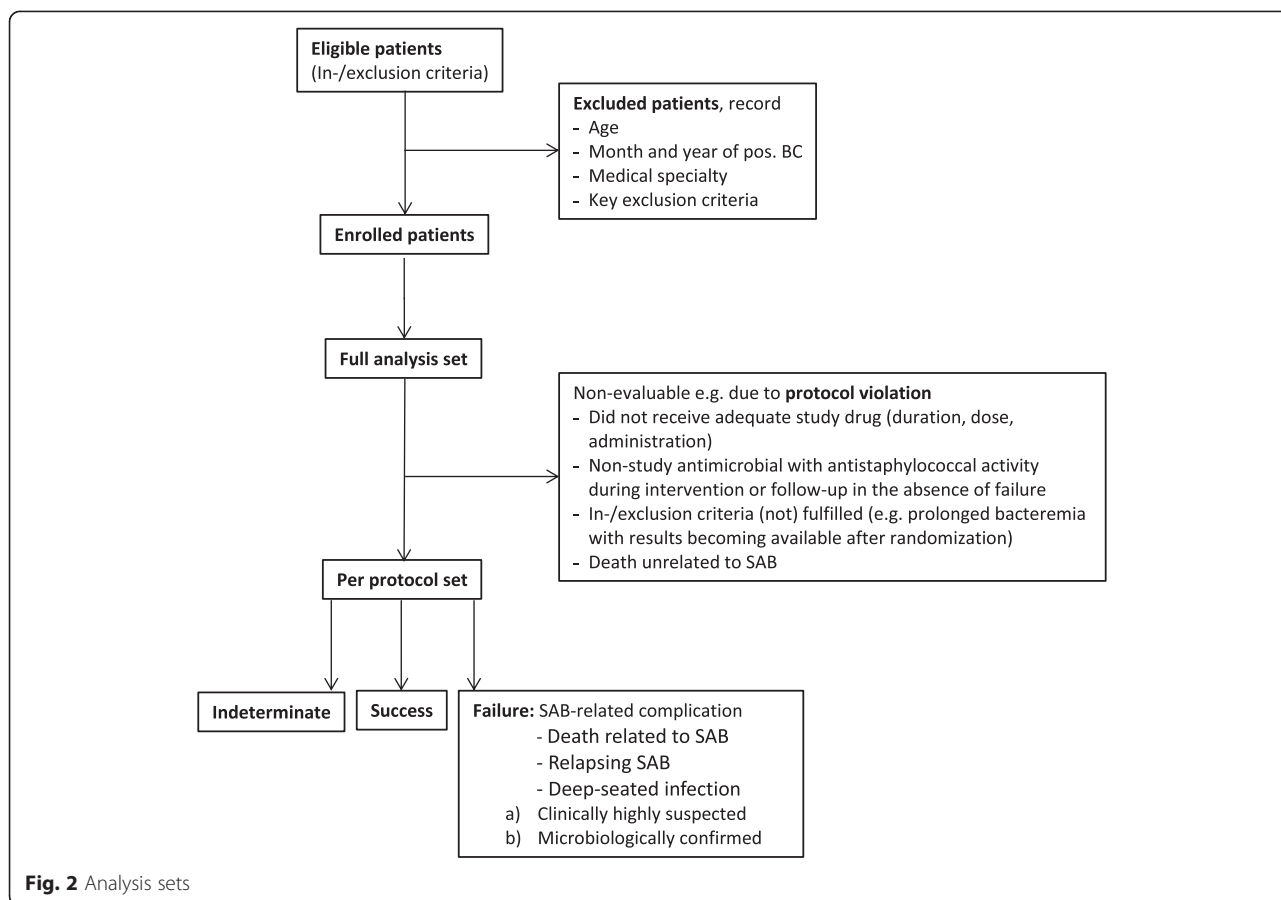 Eligible patients
(In-/exclusion criteria)
Excluded patients, record
- Age
- Month and year of pos. BC
- Medical specialty
- Key exclusion criteria
Enrolled patients
Full analysis set
Non-evaluable e.g. due to protocol violation
- Did not receive adequate study drug (duration, dose,
administration)
- Non-study antimicrobial with antistaphylococcal activity
during intervention or follow-up in the absence of failure
- In-/exclusion criteria (not) fulfilled (e.g. prolonged bacteremia
with results becoming available after randomization)
- Death unrelated to SAB
Per protocol set
Indeterminate
Success
Failure: SAB-related complication
- Death related to SAB
- Relapsing SAB
- Deep-seated infection
a) Clinically highly suspected
b) Microbiologically confirmed
Fig. 2 Analysis sets